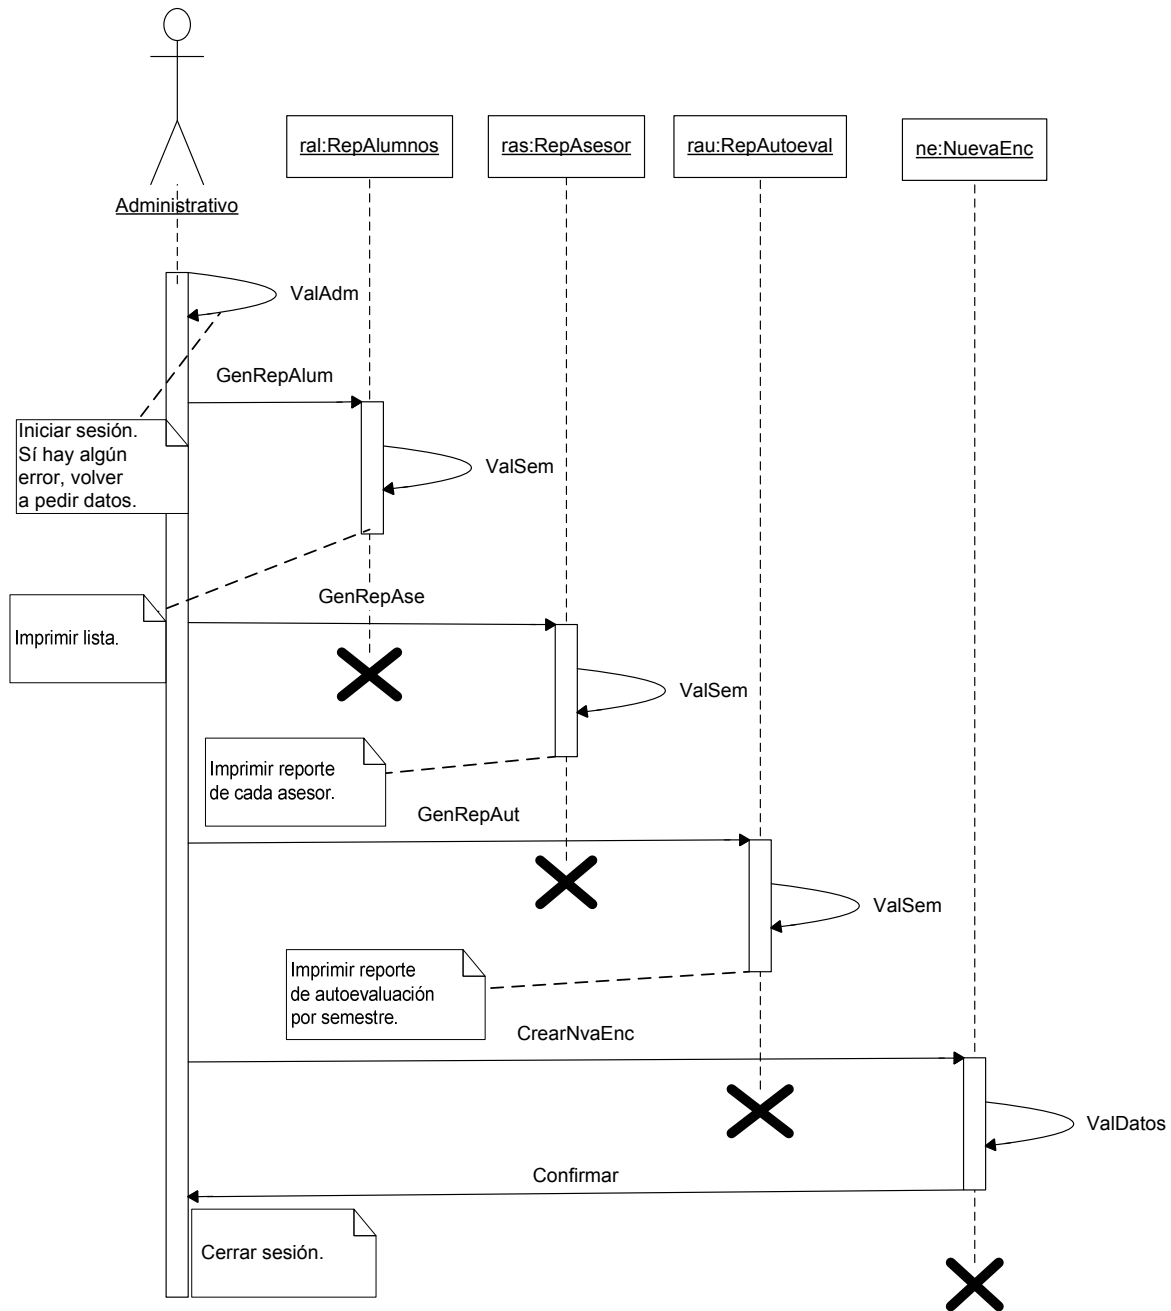 ral:RepAlumnos
ras:RepAsesor
rau:RepAutoeval
ne:NuevaEnc
Administrativo
ValAdm
GenRepAlum
Iniciar sesión.
Sí hay algún
error, volver
a pedir datos.
ValSem
GenRepAse
Imprimir lista.
ValSem
Imprimir reporte
de cada asesor.
GenRepAut
ValSem
Imprimir reporte
de autoevaluación
por semestre.
CrearNvaEnc
ValDatos
Confirmar
Cerrar sesión.